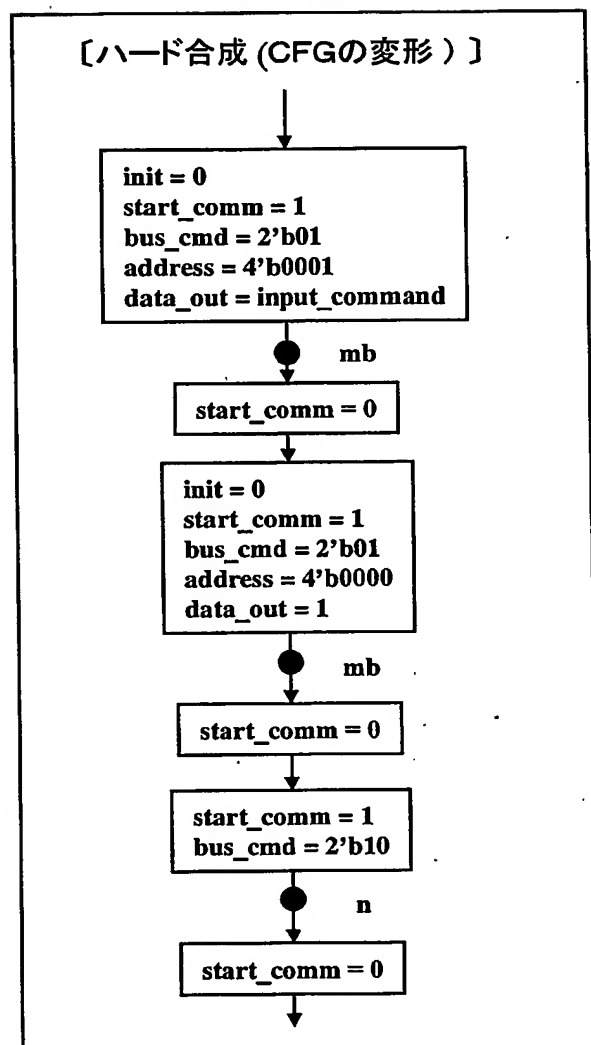 〔ハード合成 (CFGの変形 ) 〕
init = 0
start_comm = 1
bus_cmd = 2’b01
address = 4’b0001
data_out = input_command
mb
start_comm = 0
init = 0
start_comm = 1
bus_cmd = 2’b01
address = 4’b0000
data_out = 1
mb
start_comm = 0
start_comm = 1
bus_cmd = 2’b10
n
start_comm = 0